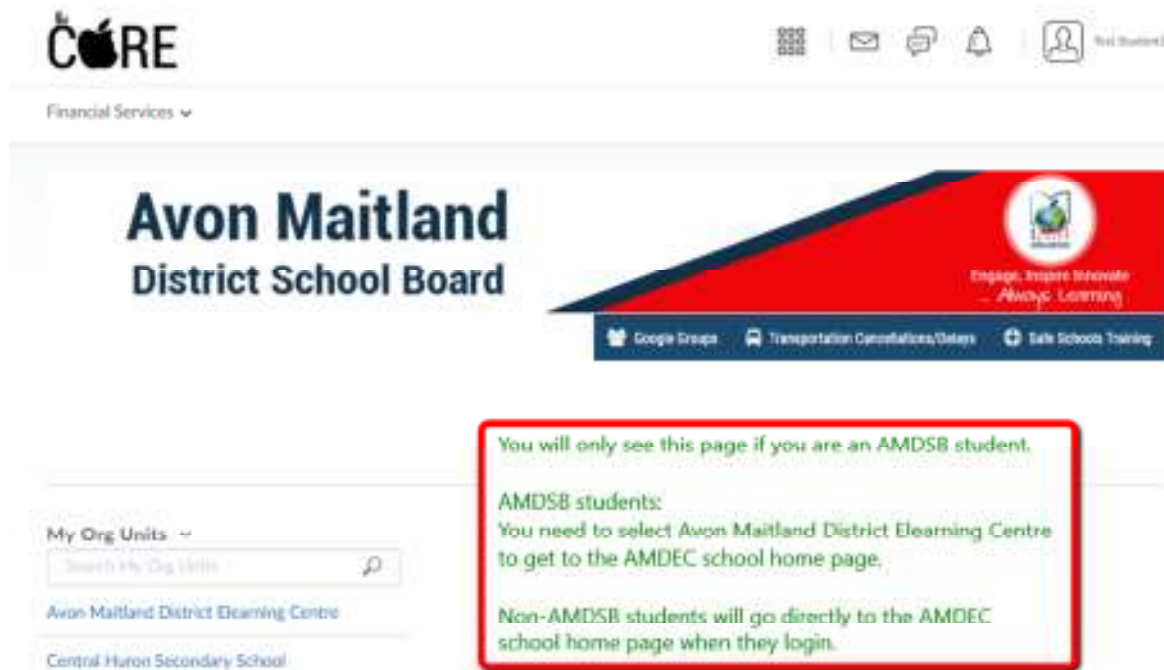 the CORE
Test Student
Financial Services
Avon Maitland
District School Board
Engage, Inspire Innovate
... Always Learning
Google Groups Transportation Cancellations/Delays Safe Schools Training
You will only see this page if you are an AMDSB student.
AMDSB students:
You need to select Avon Maitland District Elearning Centre
to get to the AMDEC school home page.
Non-AMDSB students will go directly to the AMDEC
school home page when they login.
My Org Units
Search My Org Units
Avon Maitland District Elearning Centre
Central Huron Secondary School